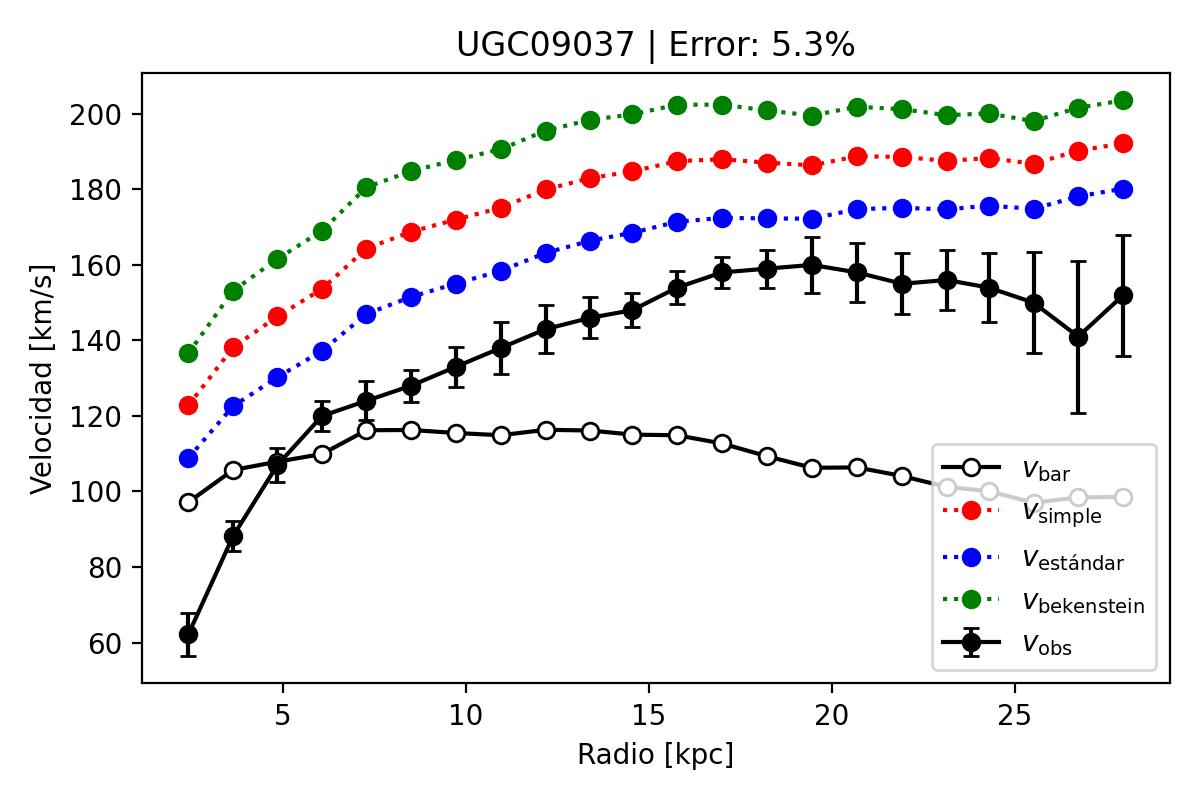 UGC09037 | Error: 5.3%
Velocidad [km/s]
200
180
160
140
120
100
80
60
v_bar
v_simple
v_estándar
v_bekenstein
v_obs
5 10 15 20 25
Radio [kpc]